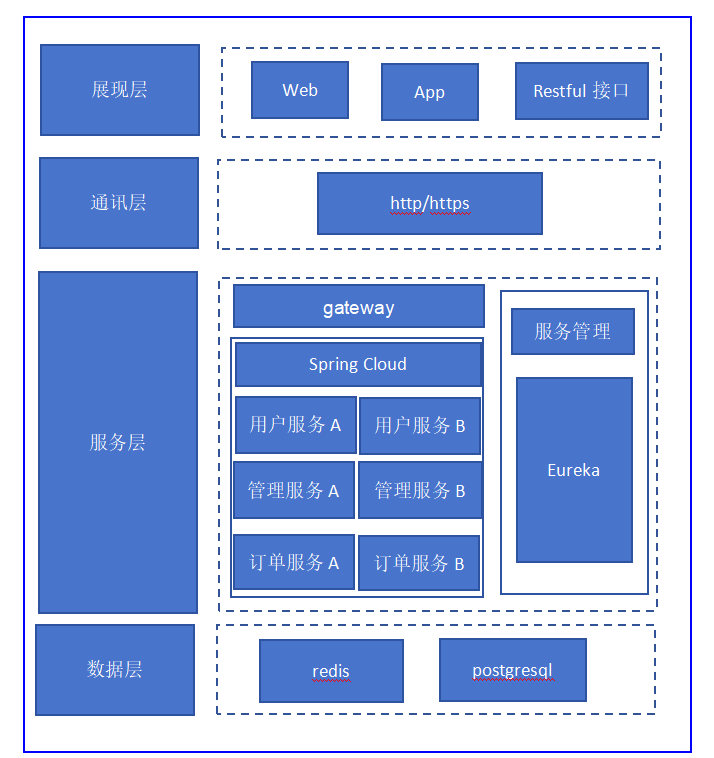 展现层
Web
App
Restful 接口
通讯层
http/https
服务层
gateway
Spring Cloud
用户服务 A
用户服务 B
管理服务 A
管理服务 B
订单服务 A
订单服务 B
服务管理
Eureka
数据层
redis
postgresql